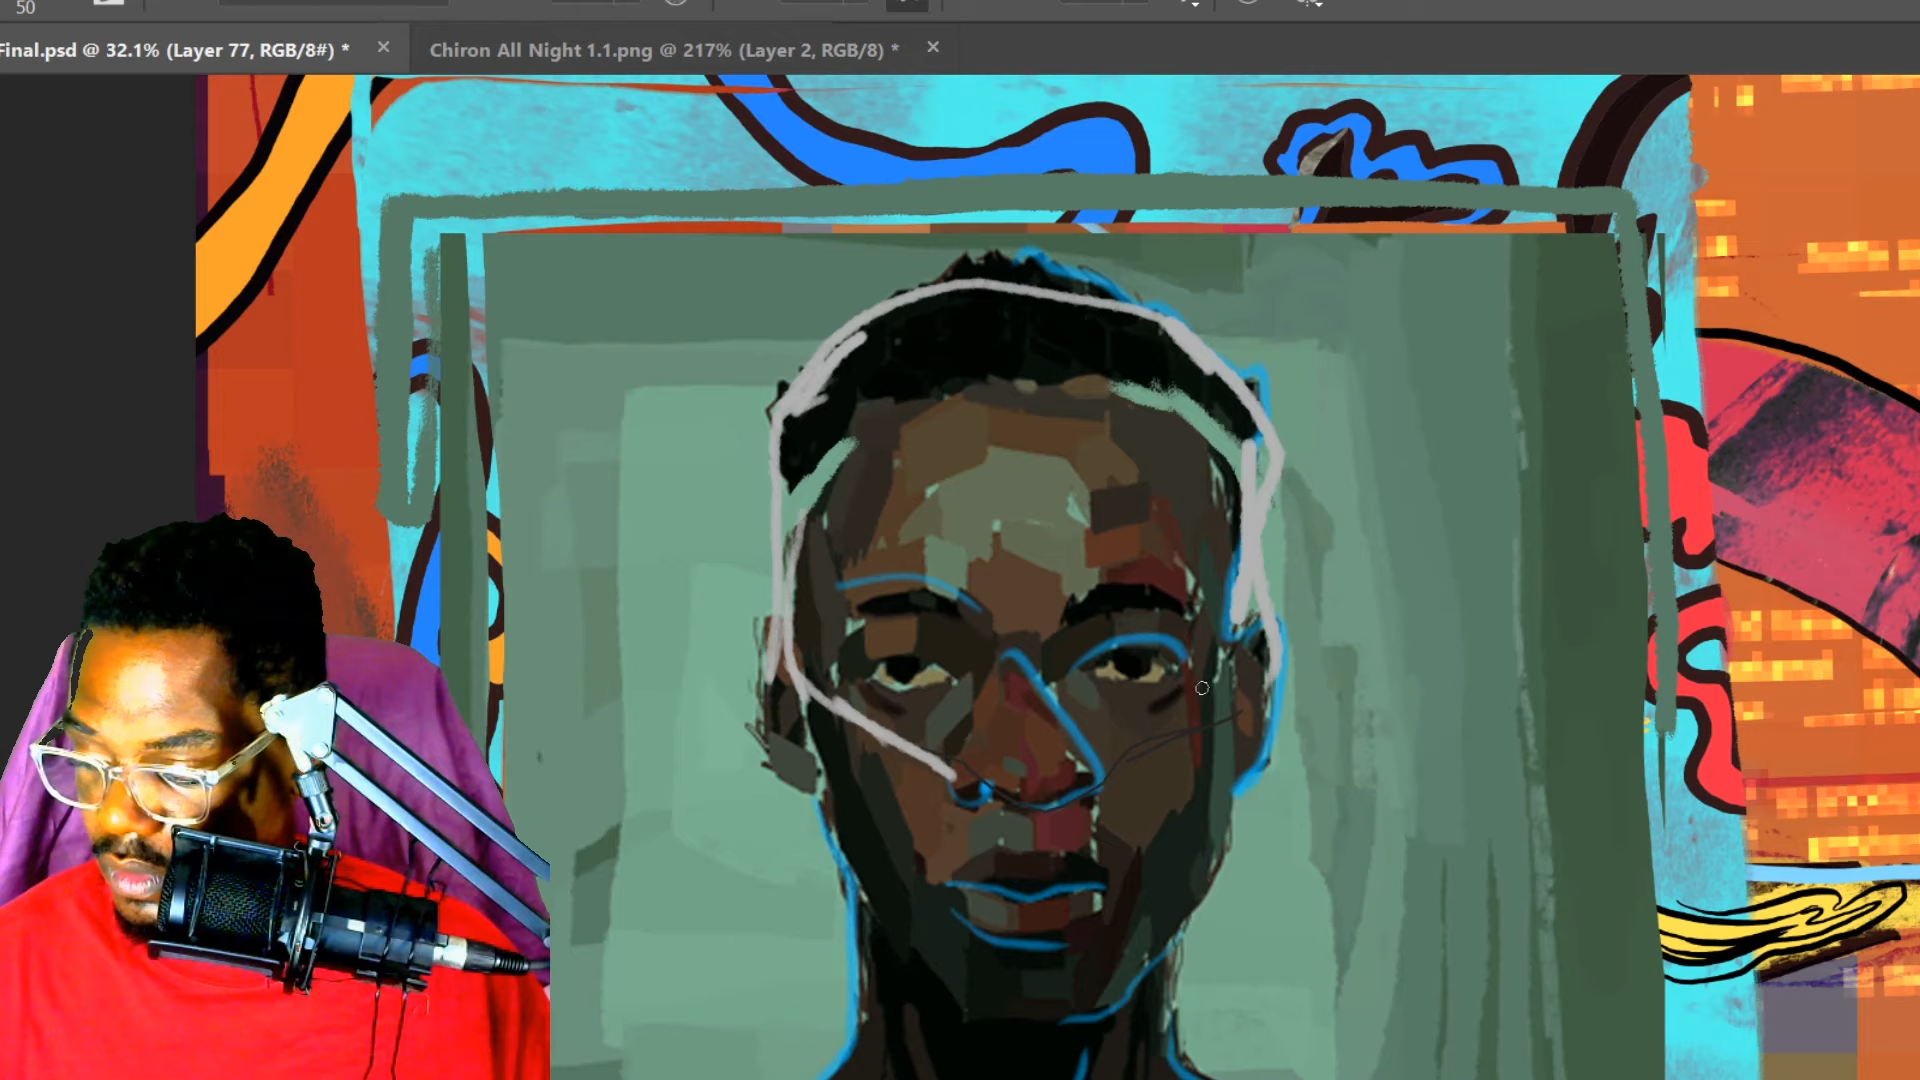 50
Final.psd @ 32.1% (Layer 77, RGB/8#) *
Chiron All Night 1.1.png @ 217% (Layer 2, RGB/8) *